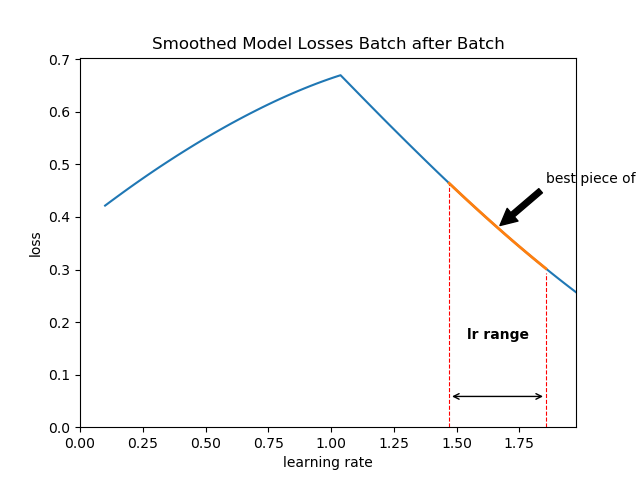 Smoothed Model Losses Batch after Batch
0.7
0.6
0.5
0.4
0.3
0.2
0.1
0.0
loss
best piece of
lr range
0.00 0.25 0.50 0.75 1.00 1.25 1.50 1.75
learning rate